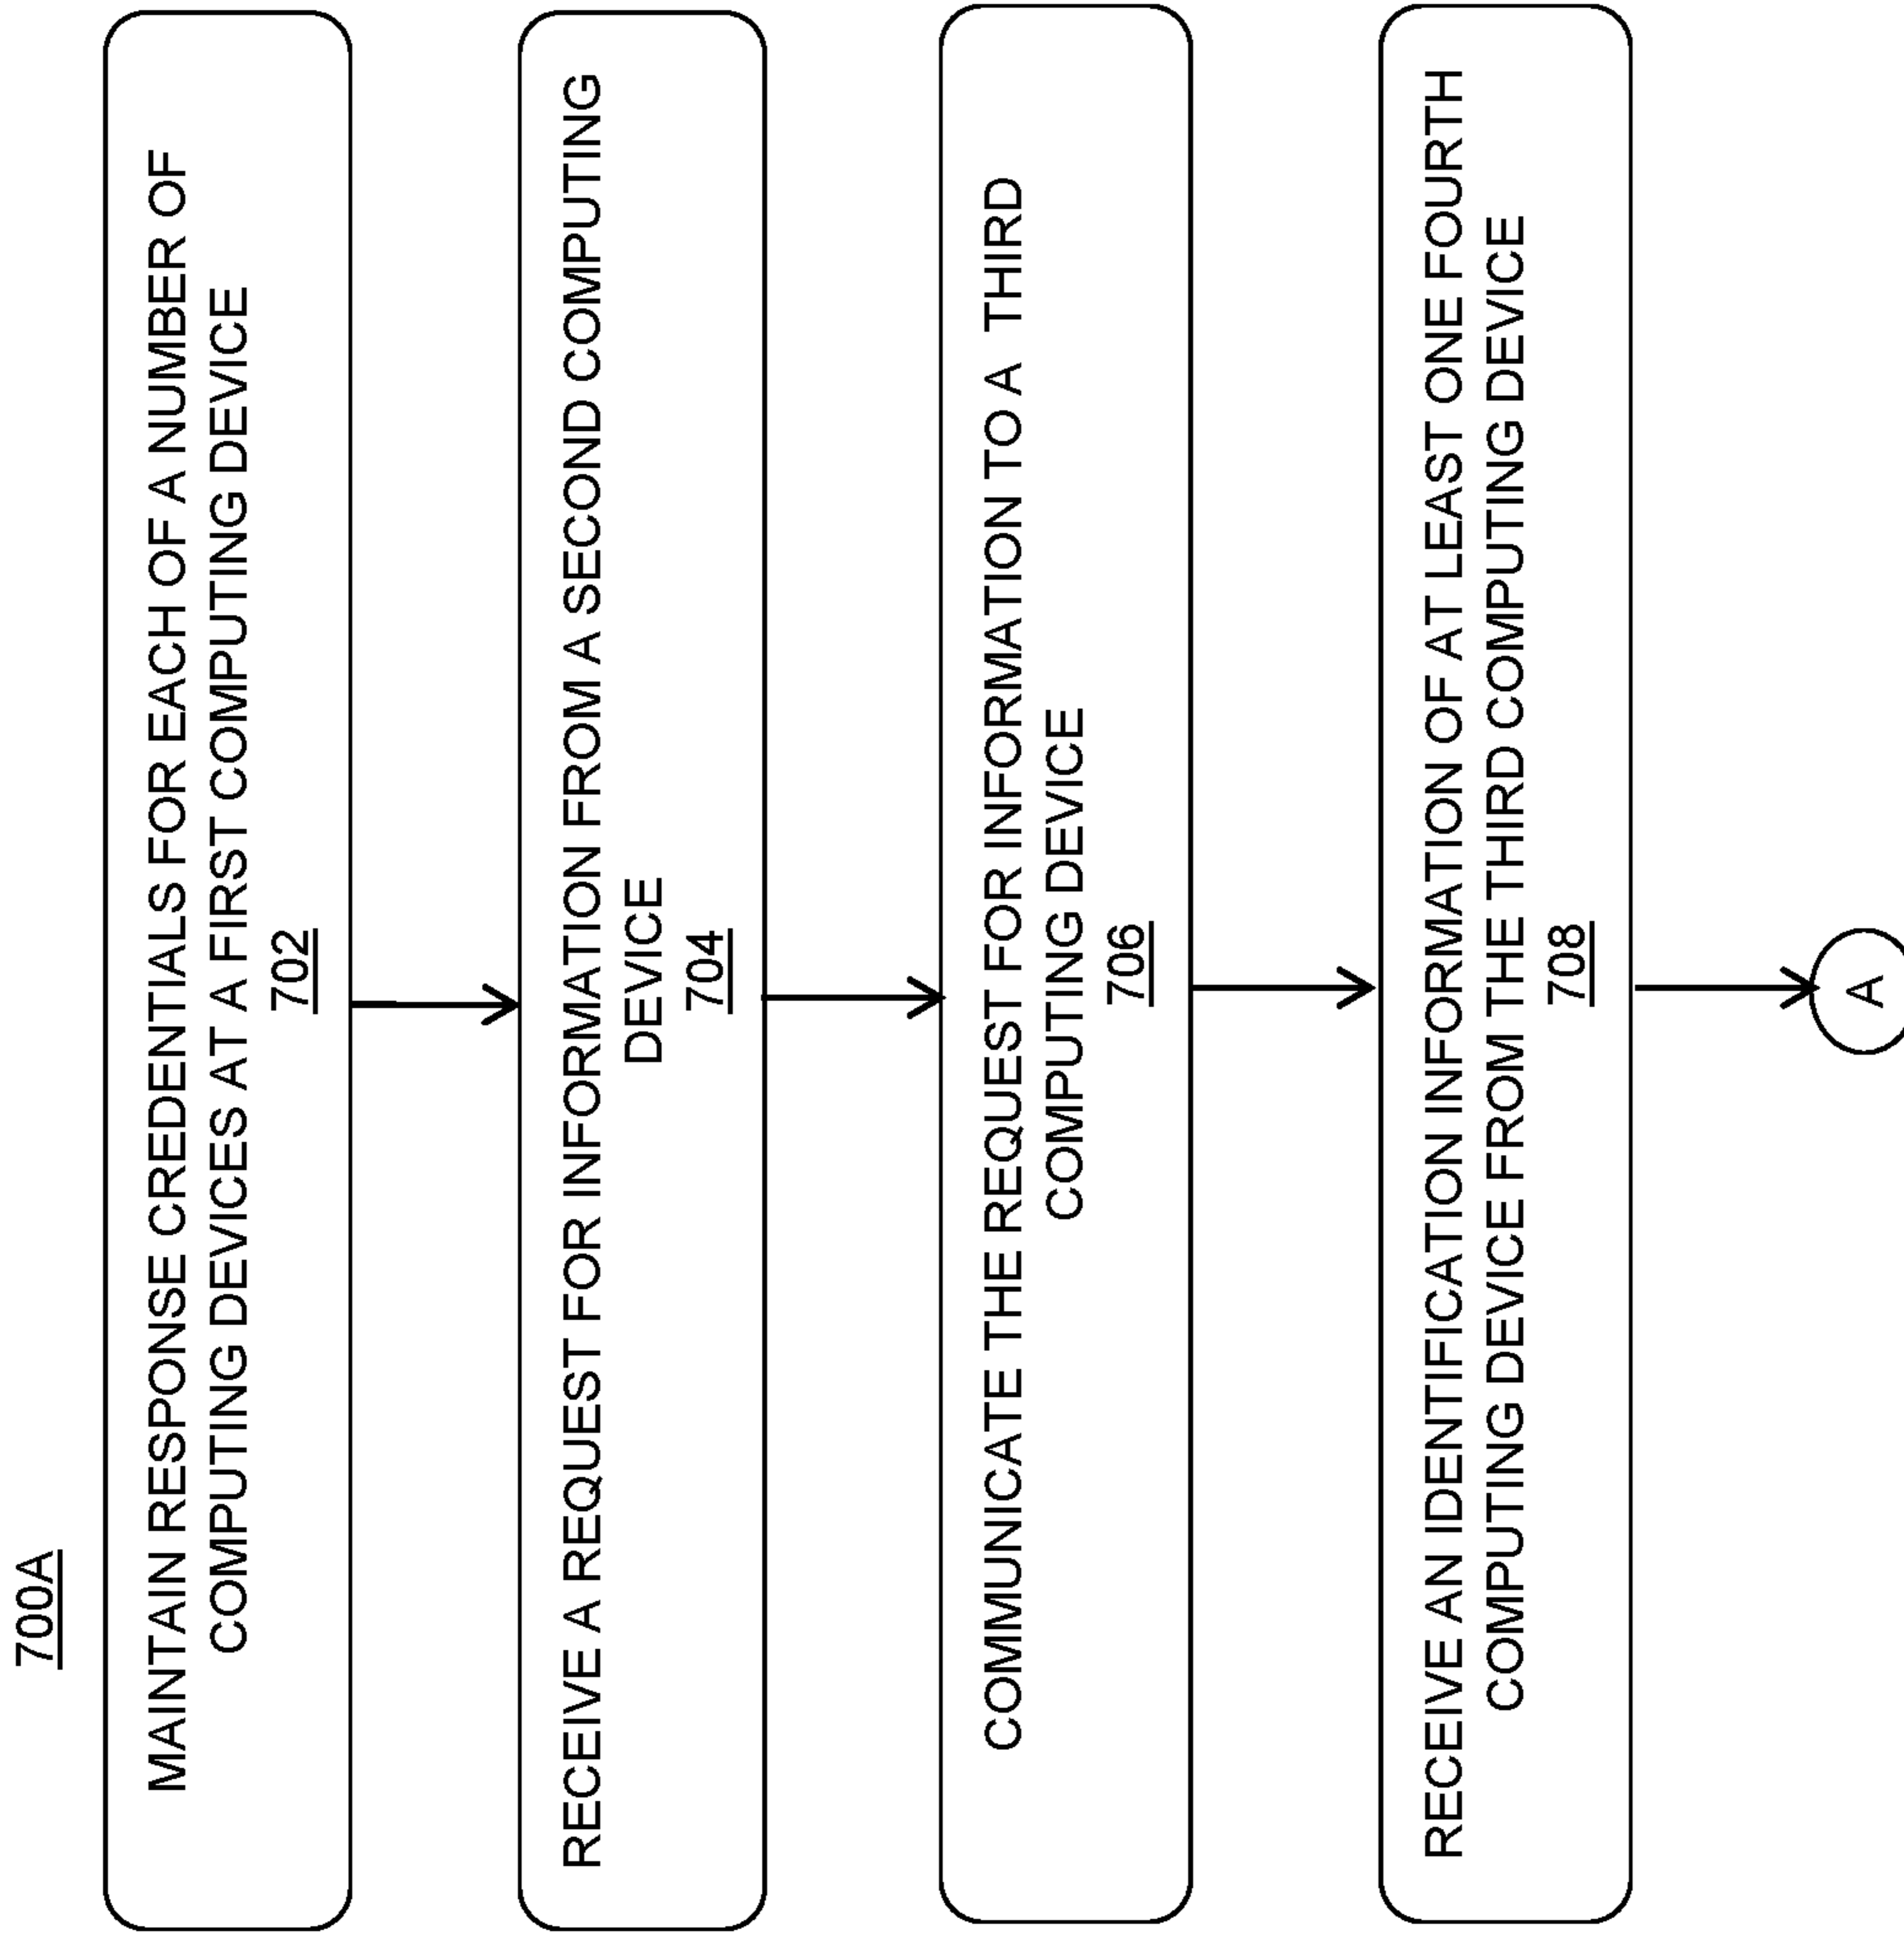 700A
MAINTAIN RESPONSE CREDENTIALS FOR EACH OF A NUMBER OF
COMPUTING DEVICES AT A FIRST COMPUTING DEVICE
702
RECEIVE A REQUEST FOR INFORMATION FROM A SECOND COMPUTING
DEVICE
704
COMMUNICATE THE REQUEST FOR INFORMATION TO A THIRD
COMPUTING DEVICE
706
RECEIVE AN IDENTIFICATION INFORMATION OF AT LEAST ONE FOURTH
COMPUTING DEVICE FROM THE THIRD COMPUTING DEVICE
708
A